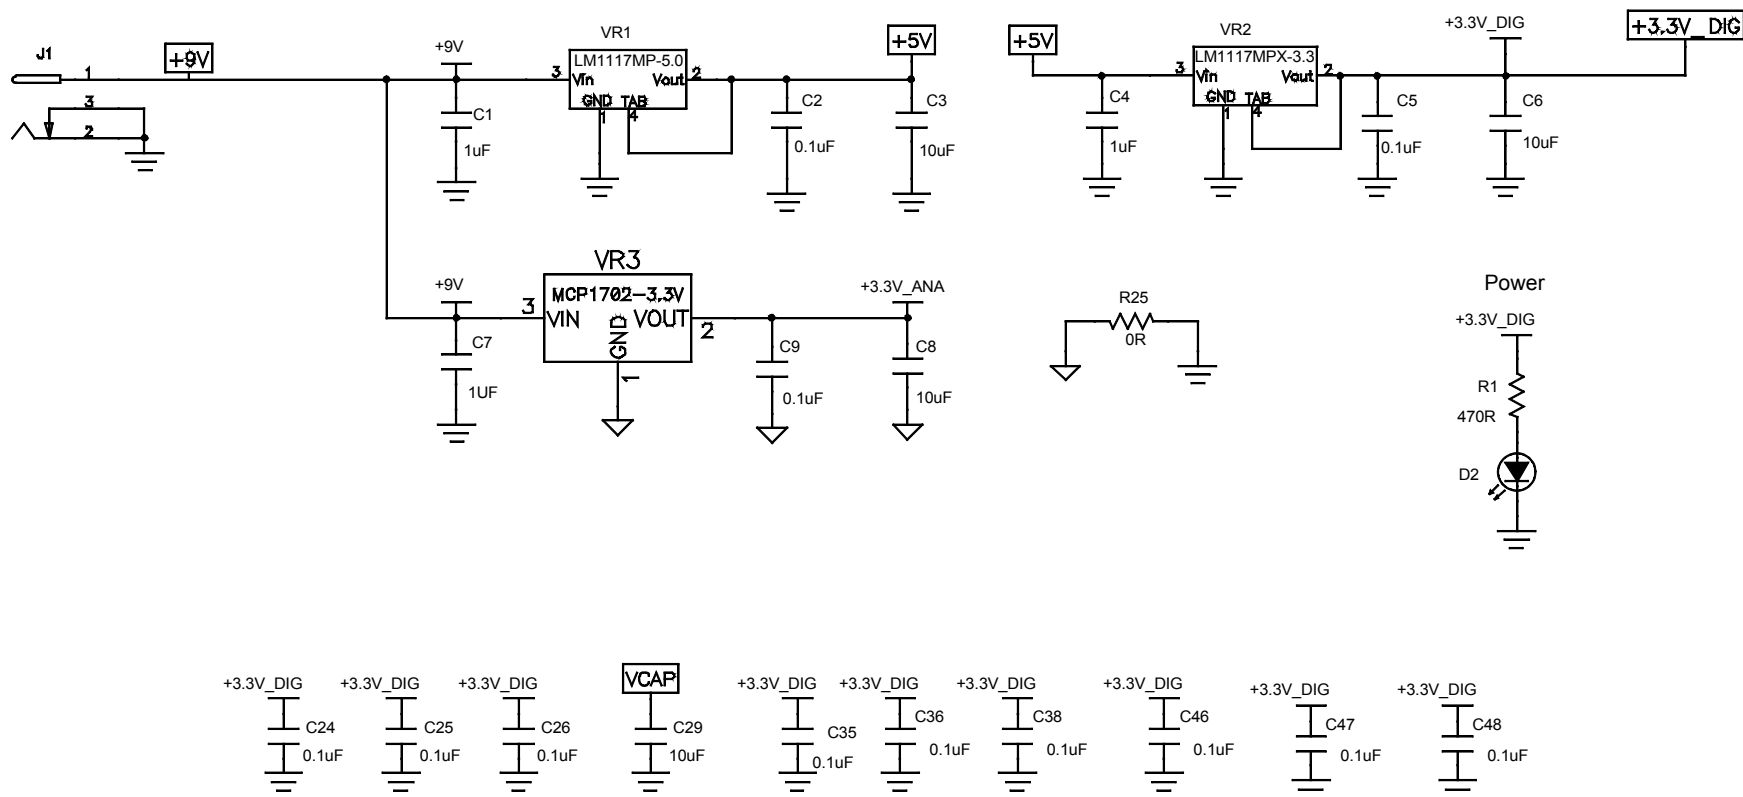 J1
1
3
2
+9V
+9V
C1
1uF
VR1
LM1117MP-5.0
3
Vin
Vout
2
GND
TAB
1
4
C2
0.1uF
+5V
C3
10uF
+5V
C4
1uF
VR2
LM1117MPX-3.3
3
Vin
Vout
2
GND
TAB
1
4
C5
0.1uF
+3.3V_DIG
C6
10uF
+3.3V_DIG
+9V
C7
1UF
VR3
MCP1702-3.3V
3
VIN
GND
VOUT
2
1
C9
0.1uF
+3.3V_ANA
C8
10uF
R25
0R
Power
+3.3V_DIG
R1
470R
D2
+3.3V_DIG
C24
0.1uF
+3.3V_DIG
C25
0.1uF
+3.3V_DIG
C26
0.1uF
VCAP
C29
10uF
+3.3V_DIG
C35
0.1uF
+3.3V_DIG
C36
0.1uF
+3.3V_DIG
C38
0.1uF
+3.3V_DIG
C46
0.1uF
+3.3V_DIG
C47
0.1uF
+3.3V_DIG
C48
0.1uF